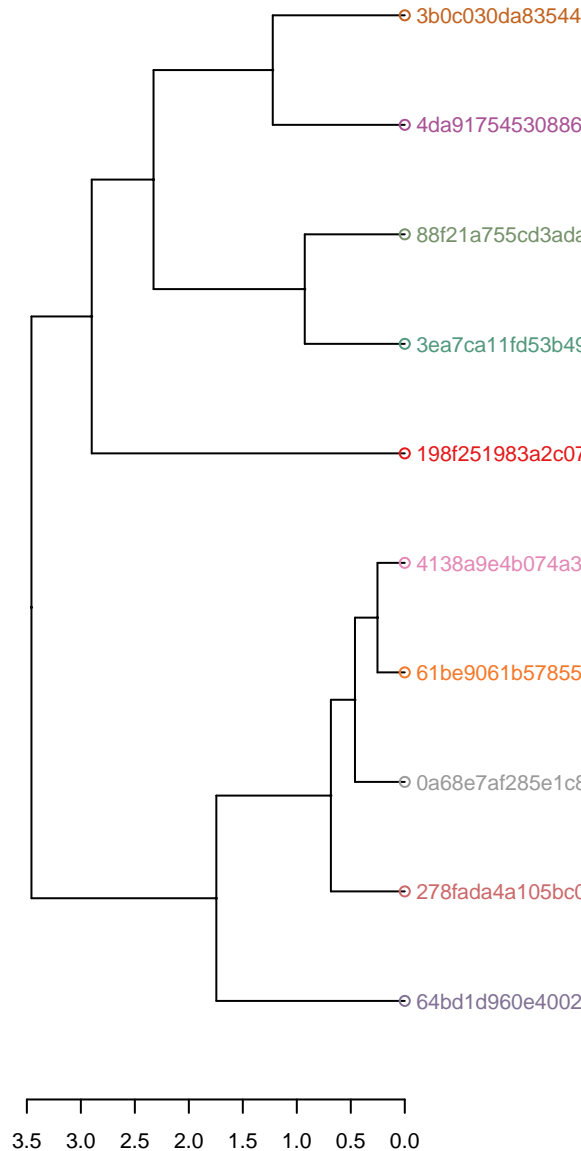 3b0c030da83544
4da91754530886
88f21a755cd3ada
3ea7ca11fd53b49
198f251983a2c07
4138a9e4b074a3
61be9061b57855
0a68e7af285e1c8
278fada4a105bc0
64bd1d960e4002
3.5 3.0 2.5 2.0 1.5 1.0 0.5 0.0